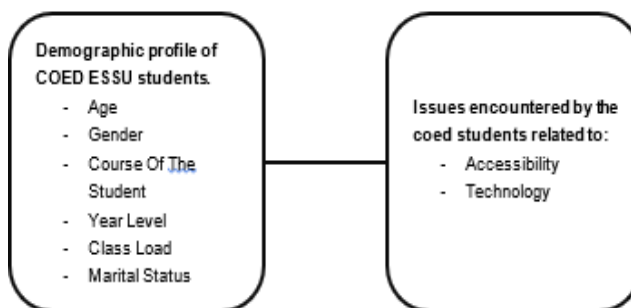 Demographic profile of
COED ESSU students.
- Age
- Gender
- Course Of The
Student
- Year Level
- Class Load
- Marital Status
Issues encountered by the
coed students related to:
- Accessibility
- Technology